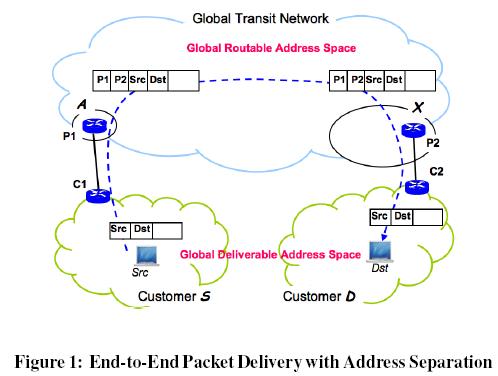 Global Transit Network
Global Routable Address Space
P1 P2 Src Dst
P1 P2 Src Dst
A
X
P1
P2
C1
C2
Src Dst
Src Dst
Global Deliverable Address Space
Src
Dst
Customer S
Customer D
Figure 1: End-to-End Packet Delivery with Address Separation